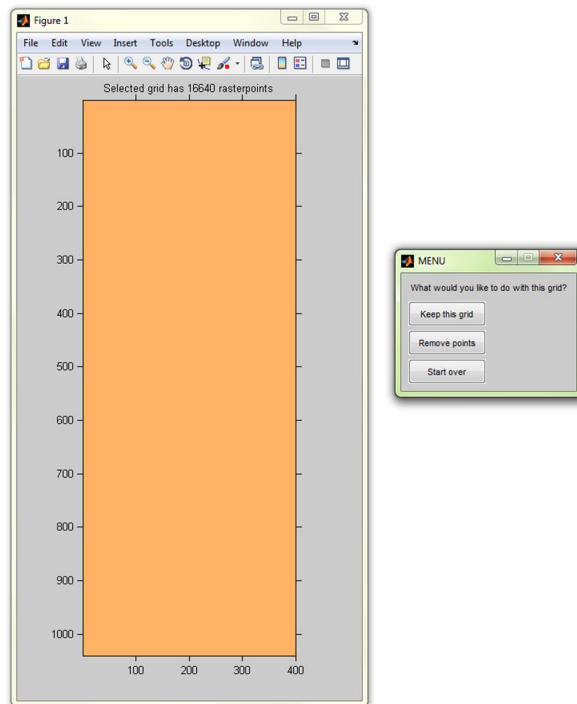 Figure 1
File Edit View Insert Tools Desktop Window Help
Selected grid has 16640 rasterpoints
100
200
300
400
500
600
700
800
900
1000
100 200 300 400
MENU
What would you like to do with this grid?
Keep this grid
Remove points
Start over